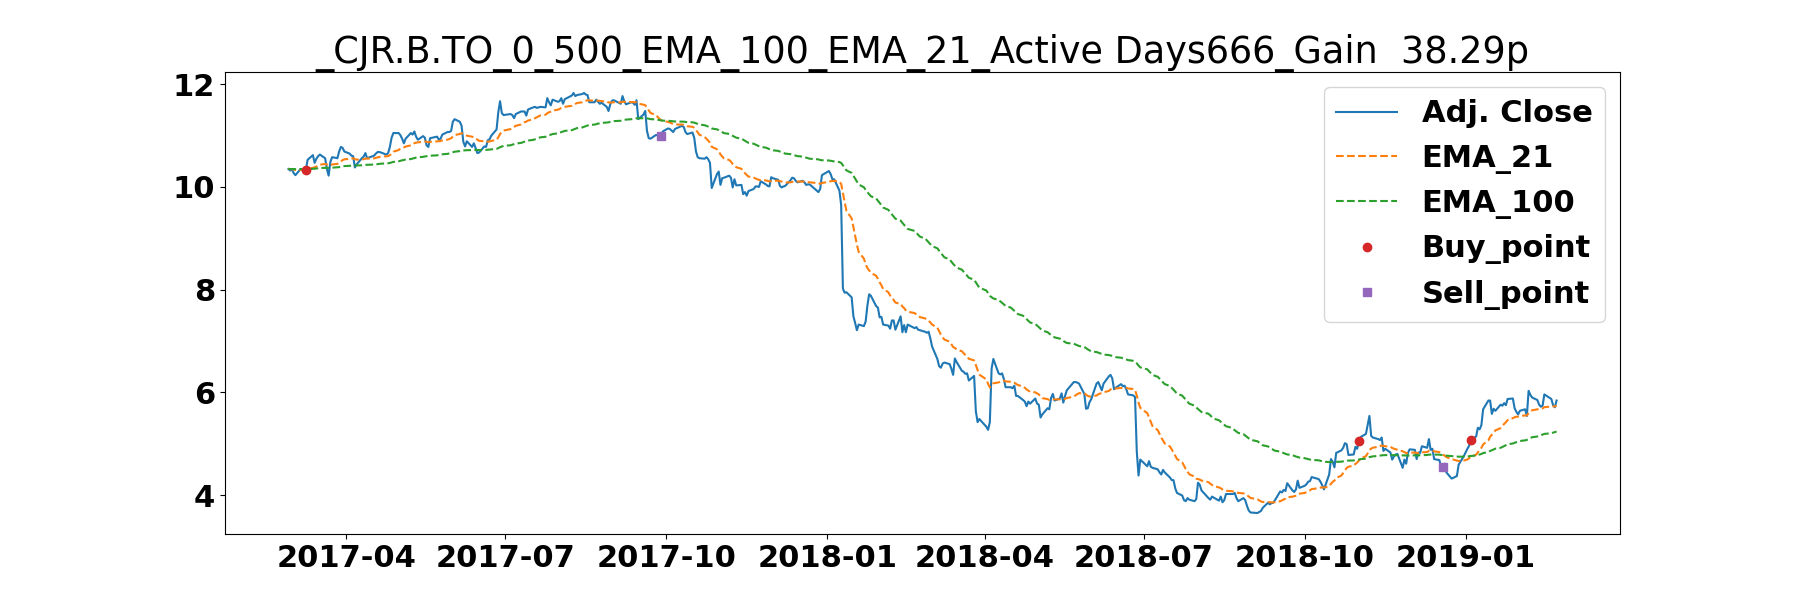 _CJR.B.TO_0_500_EMA_100_EMA_21_Active Days666_Gain  38.29p
12
10
8
6
4
Adj. Close
EMA_21
EMA_100
Buy_point
Sell_point
2017-04 2017-07 2017-10 2018-01 2018-04 2018-07 2018-10 2019-01